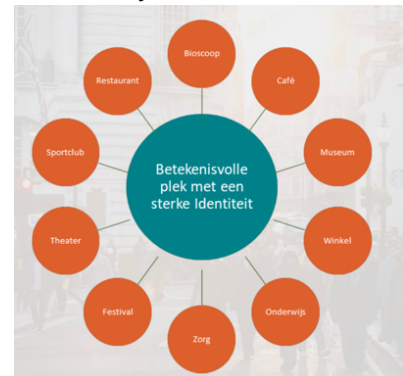 Bioscoop
Café
Restaurant
Museum
Sportclub
Betekenisvolle
plek met een
sterke Identiteit
Winkel
Theater
Onderwijs
Festival
Zorg